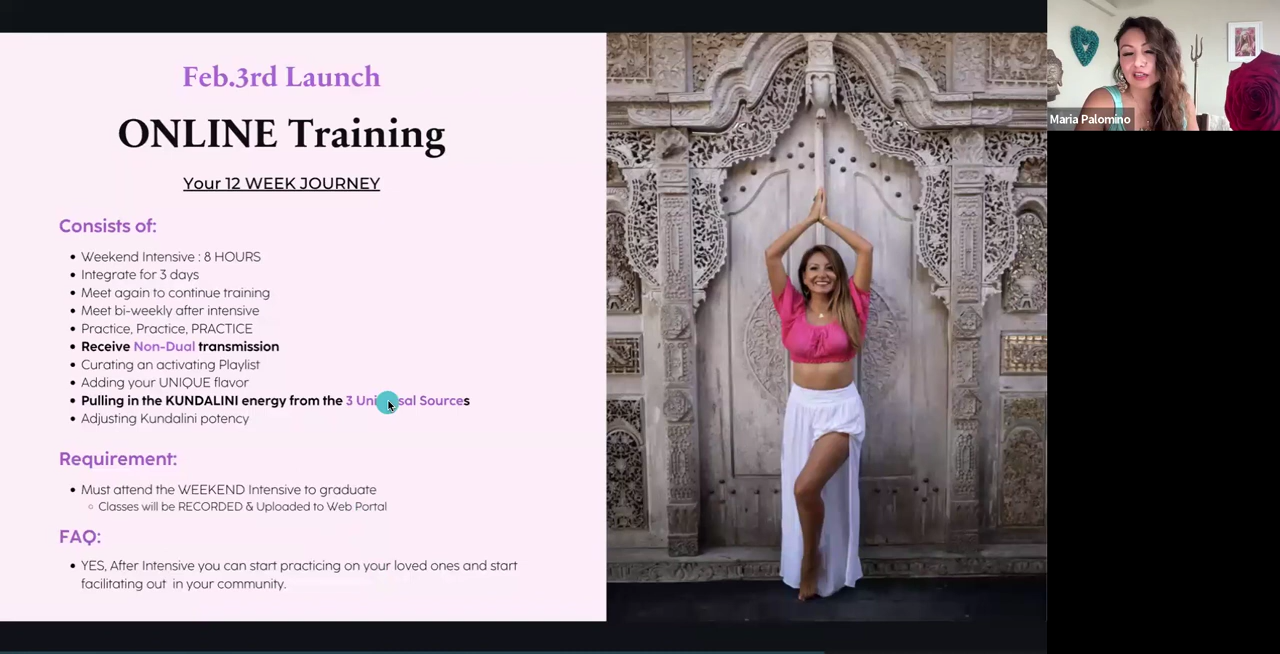 Feb.3rd Launch
ONLINE Training
Your 12 WEEK JOURNEY
Consists of:
Weekend Intensive : 8 HOURS
Integrate for 3 days
Meet again to continue training
Meet bi-weekly after intensive
Practice, Practice, PRACTICE
Receive Non-Dual transmission
Curating an activating Playlist
Adding your UNIQUE flavor
Pulling in the KUNDALINI energy from the 3 Universal Sources
Adjusting Kundalini potency
Requirement:
Must attend the WEEKEND Intensive to graduate
Classes will be RECORDED & Uploaded to Web Portal
FAQ:
YES, After Intensive you can start practicing on your loved ones and start
facilitating out in your community.
Maria Palomino